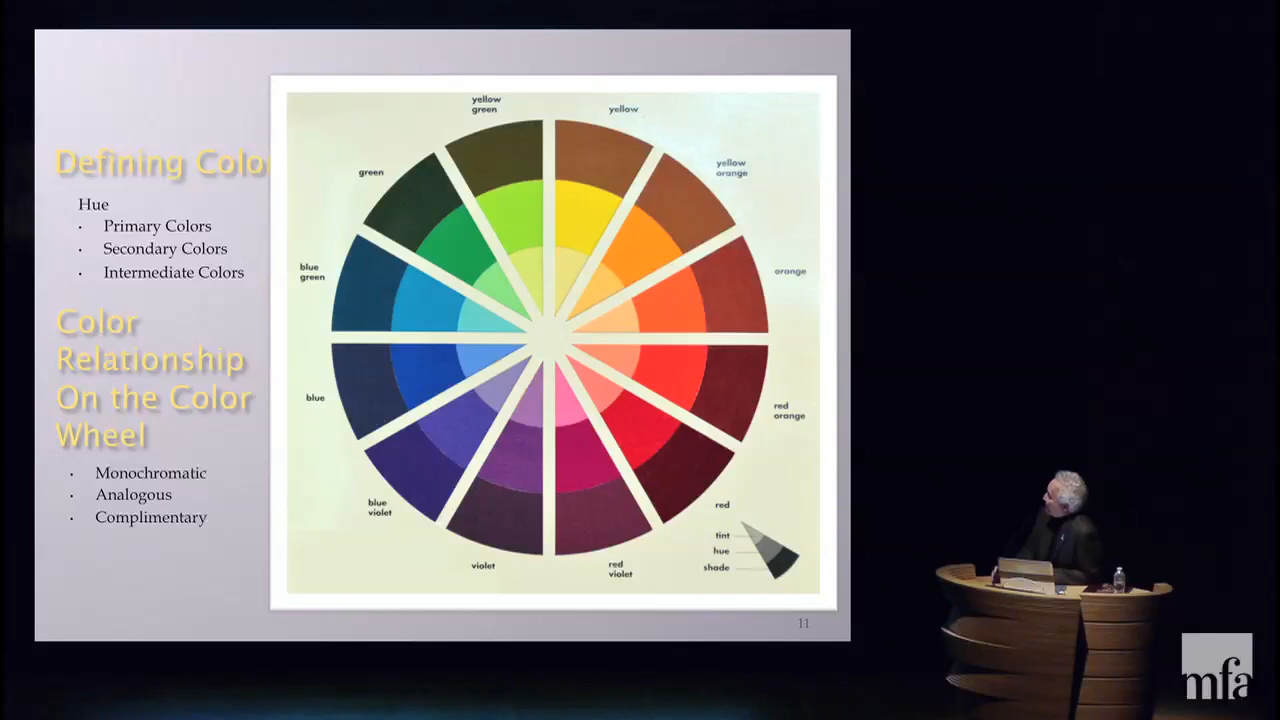 Defining Color
Hue
Primary Colors
Secondary Colors
Intermediate Colors
Color
Relationship
On the Color
Wheel
Monochromatic
Analogous
Complimentary
yellow
green
yellow
yellow
orange
orange
red
orange
red
red
violet
violet
blue
violet
blue
blue
green
green
tint
hue
shade
11
mfa